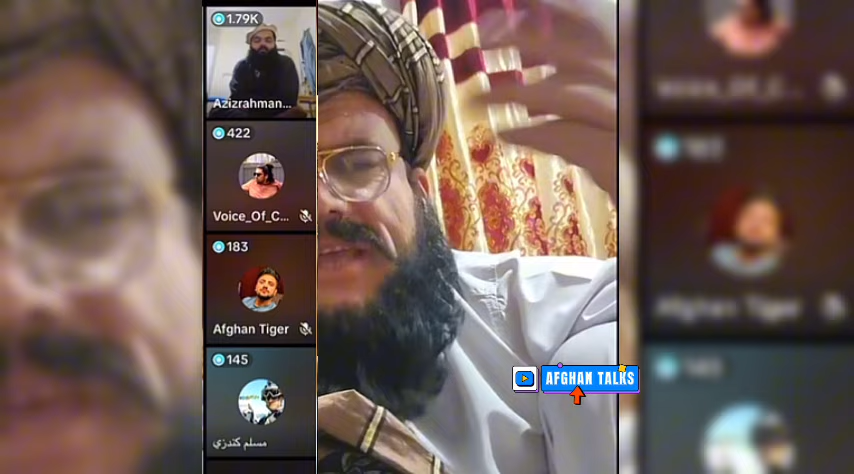 1.79K
Azizrahman...
422
Voice_Of_C...
183
Afghan Tiger
145
مسلم کندزي
AFGHAN TALKS